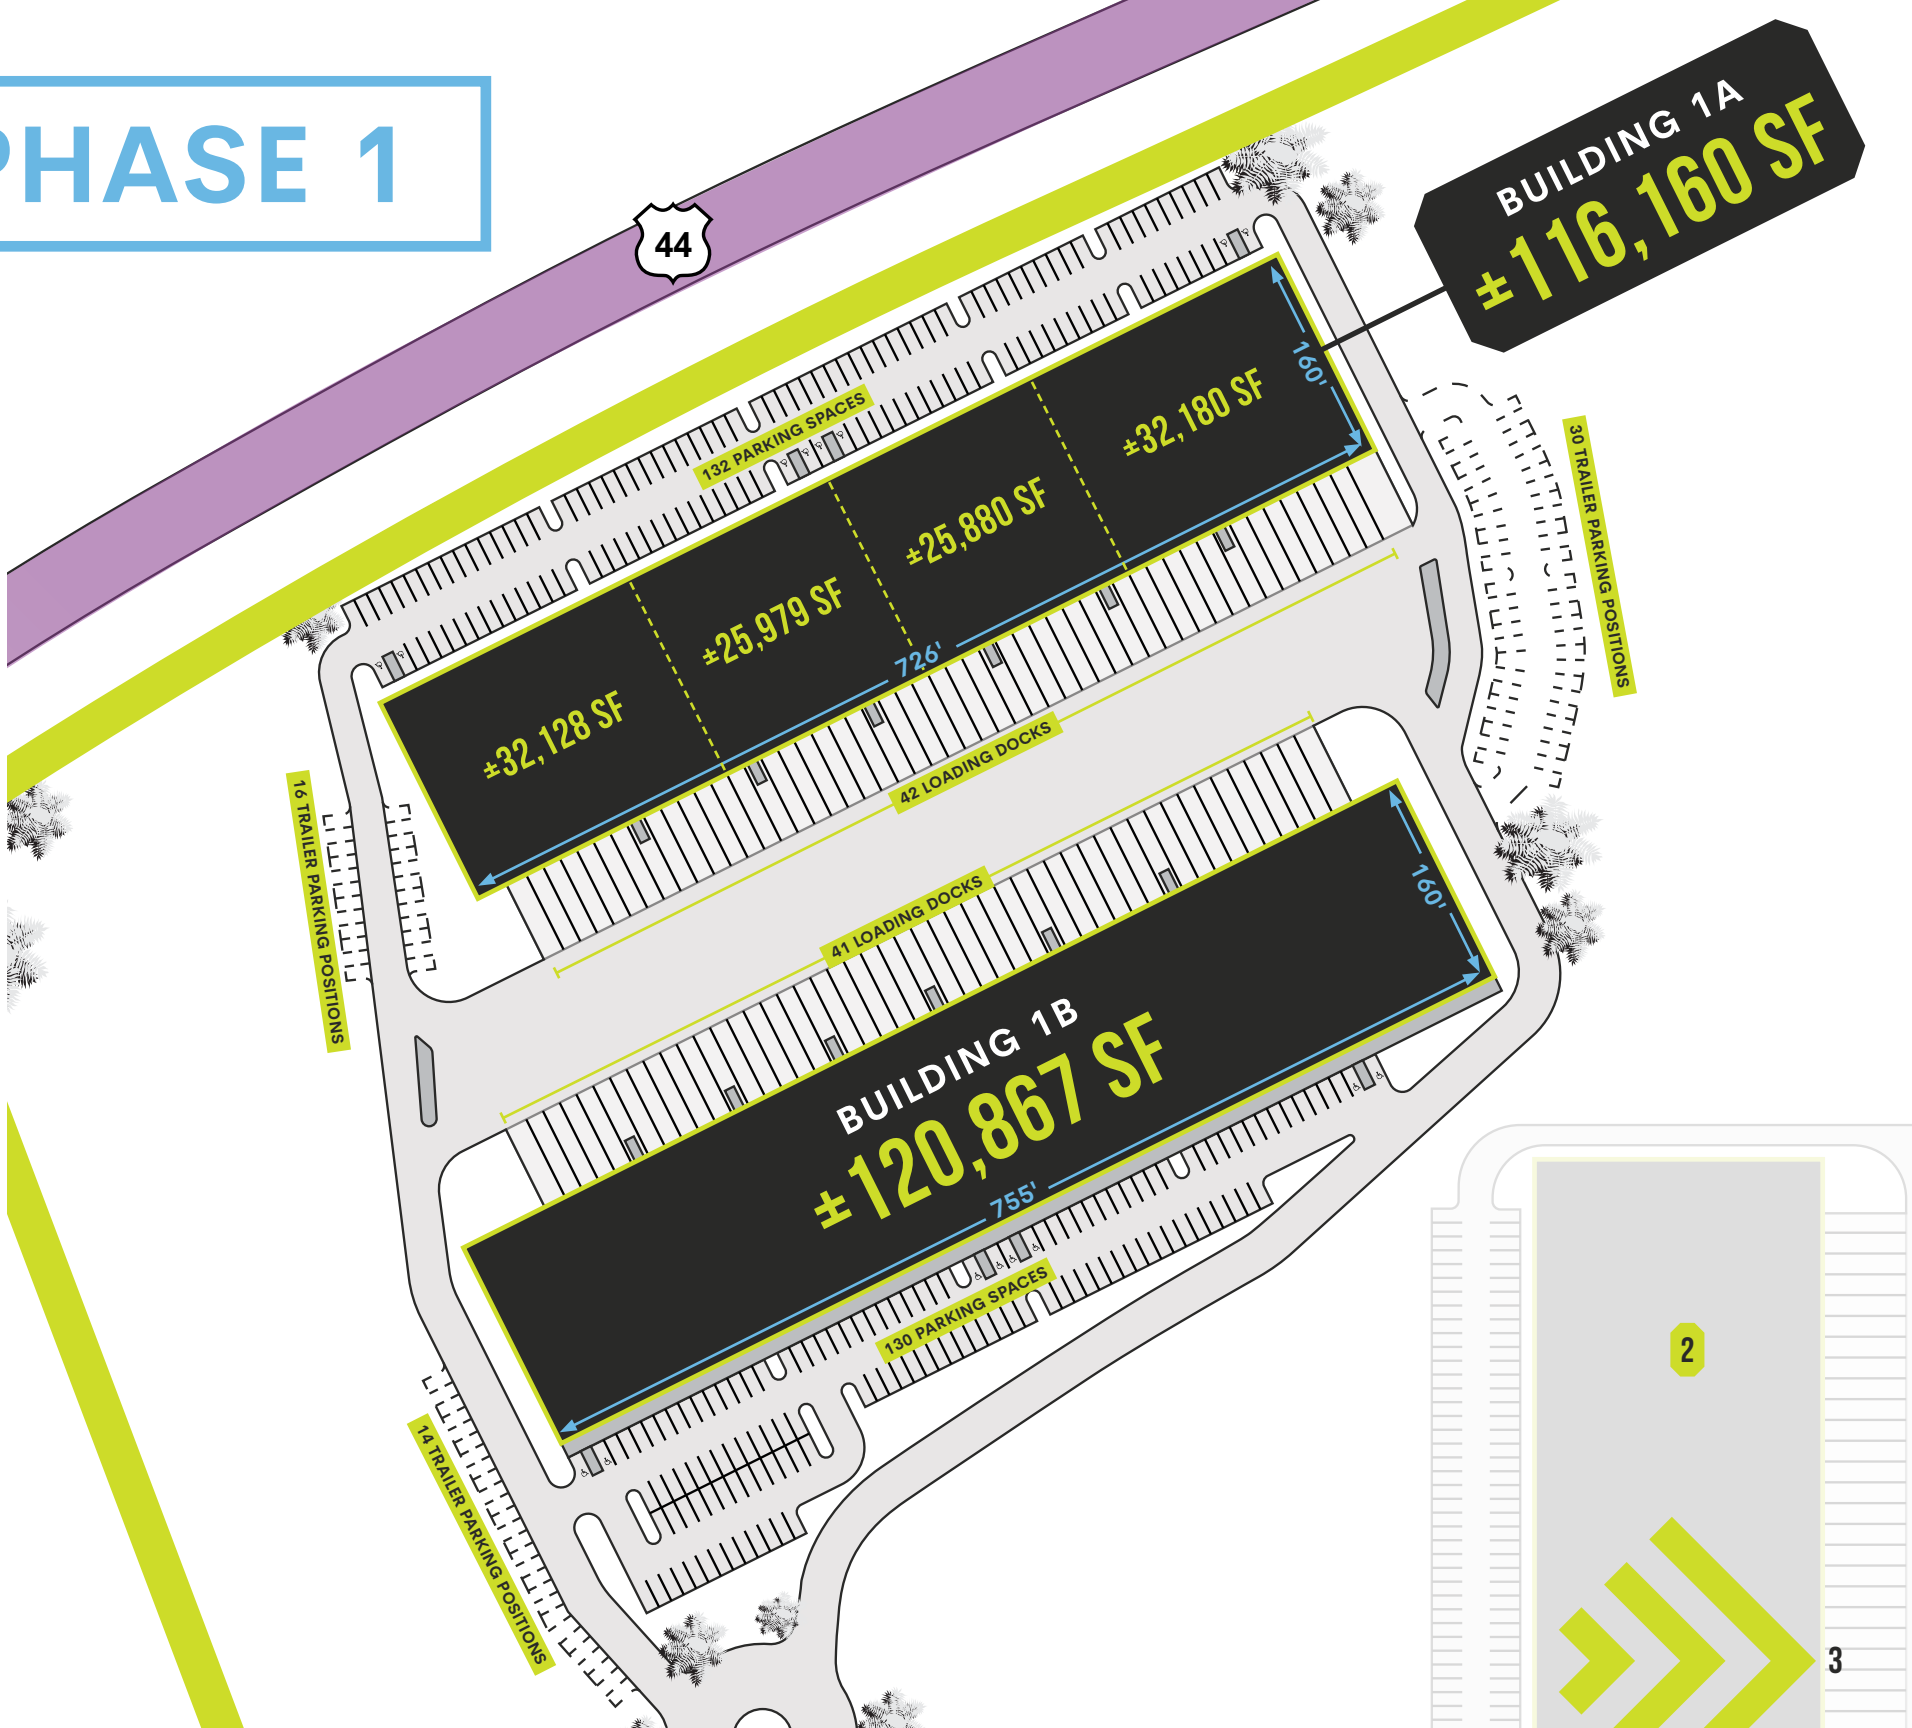 PHASE 1
44
BUILDING 1A
±116,160 SF
132 PARKING SPACES
160'
±32,180 SF
±25,880 SF
±25,979 SF
±32,128 SF
726'
30 TRAILER PARKING POSITIONS
42 LOADING DOCKS
16 TRAILER PARKING POSITIONS
41 LOADING DOCKS
160'
BUILDING 1B
±120,867 SF
755'
130 PARKING SPACES
14 TRAILER PARKING POSITIONS
2
3